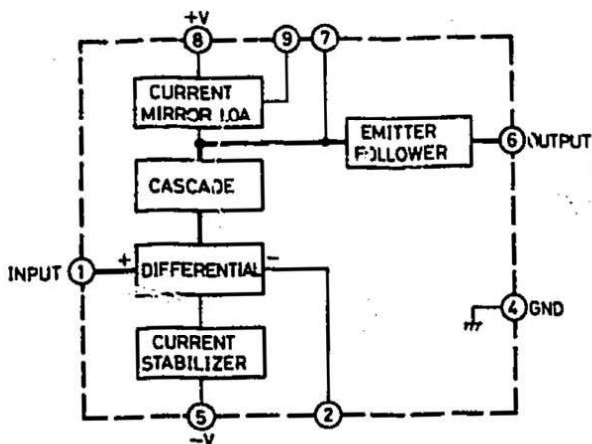 +V
8 9 7
CURRENT
MIRROR LOA
EMITTER
FOLLOWER
6 OUTPUT
CASCADE
INPUT 1 + DIFFERENTIAL -
4 GND
CURRENT
STABILIZER
5 2
-V